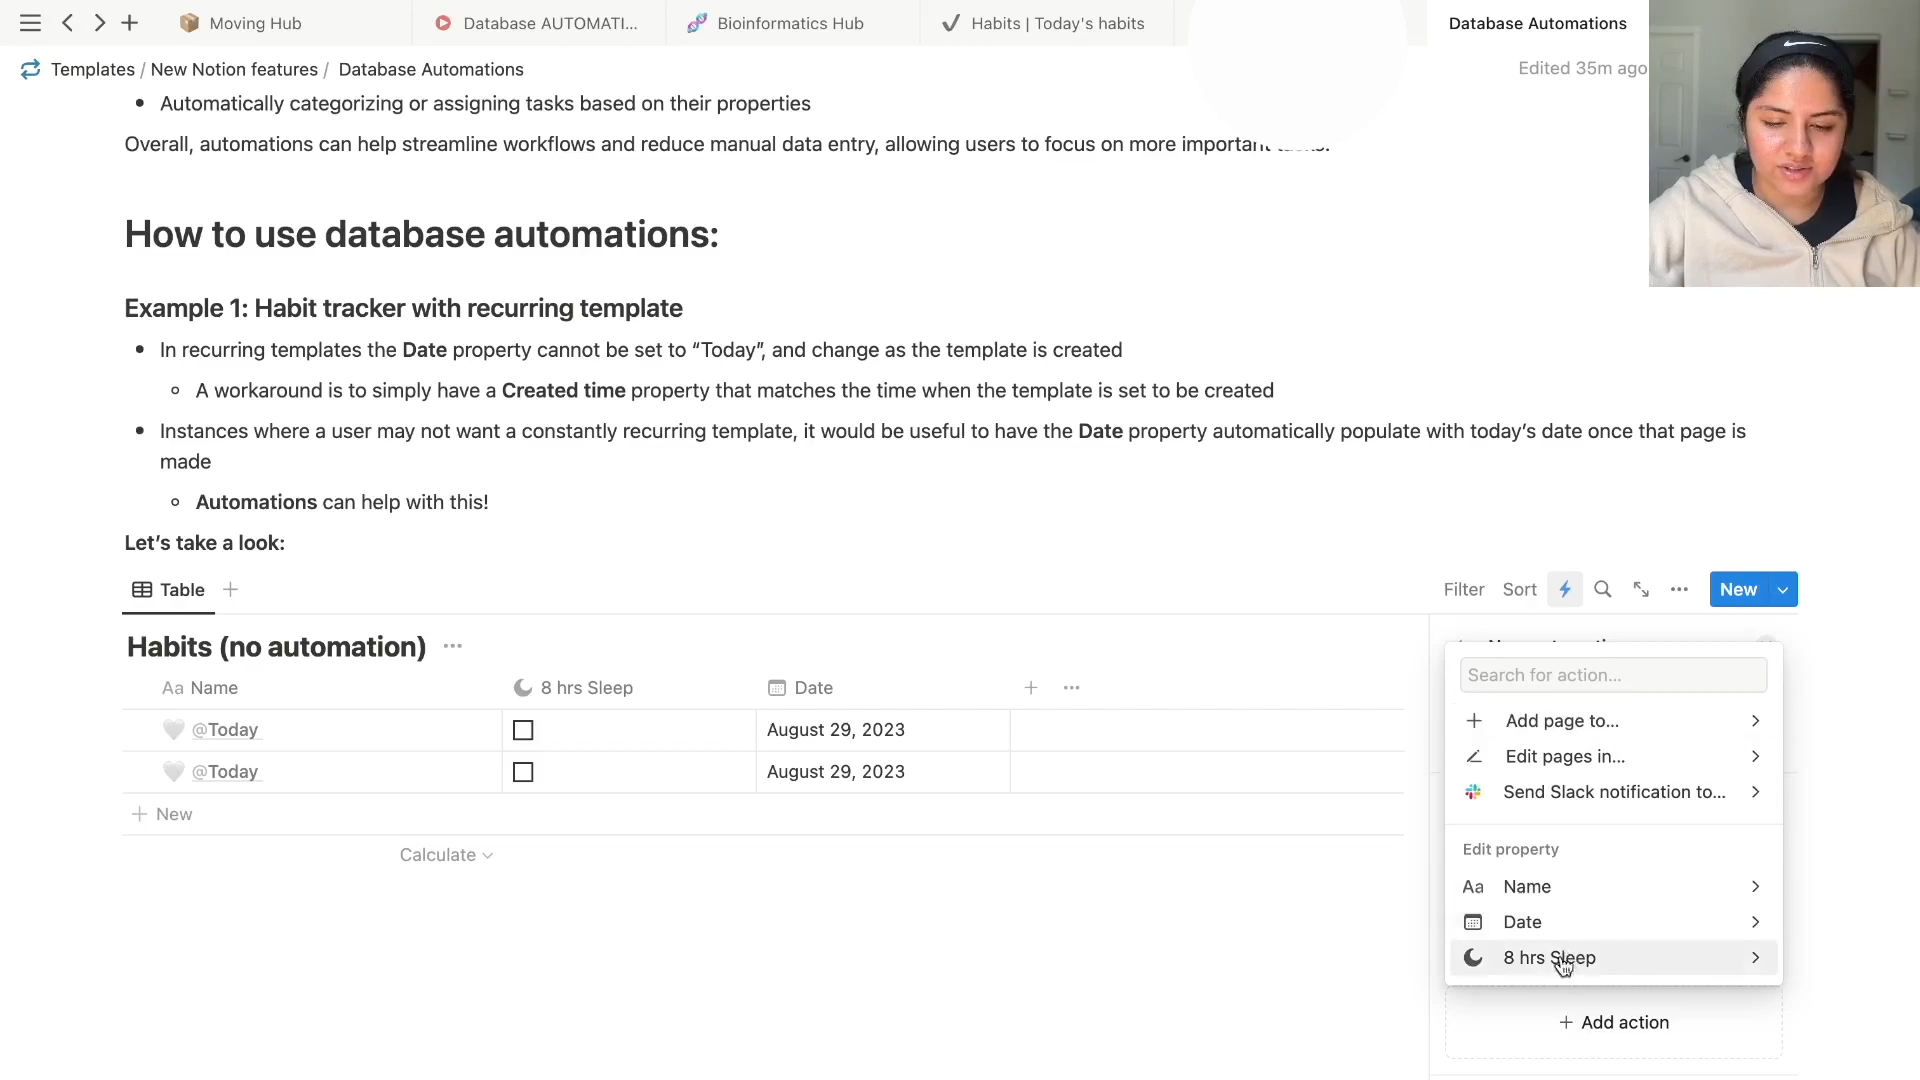 Moving Hub
Database AUTOMATI...
Bioinformatics Hub
Habits | Today's habits
Database Automations
Templates / New Notion features / Database Automations
Edited 35m ago
• Automatically categorizing or assigning tasks based on their properties
Overall, automations can help streamline workflows and reduce manual data entry, allowing users to focus on more important tasks.
How to use database automations:
Example 1: Habit tracker with recurring template
• In recurring templates the Date property cannot be set to “Today”, and change as the template is created
◦ A workaround is to simply have a Created time property that matches the time when the template is set to be created
• Instances where a user may not want a constantly recurring template, it would be useful to have the Date property automatically populate with today’s date once that page is
made
◦ Automations can help with this!
Let’s take a look:
Table
Filter Sort New
Habits (no automation) ...
Aa Name 8 hrs Sleep Date + ...
@Today August 29, 2023
@Today August 29, 2023
+ New
Calculate
Search for action...
Add page to...
Edit pages in...
Send Slack notification to...
Edit property
Aa Name
Date
8 hrs Sleep
+ Add action